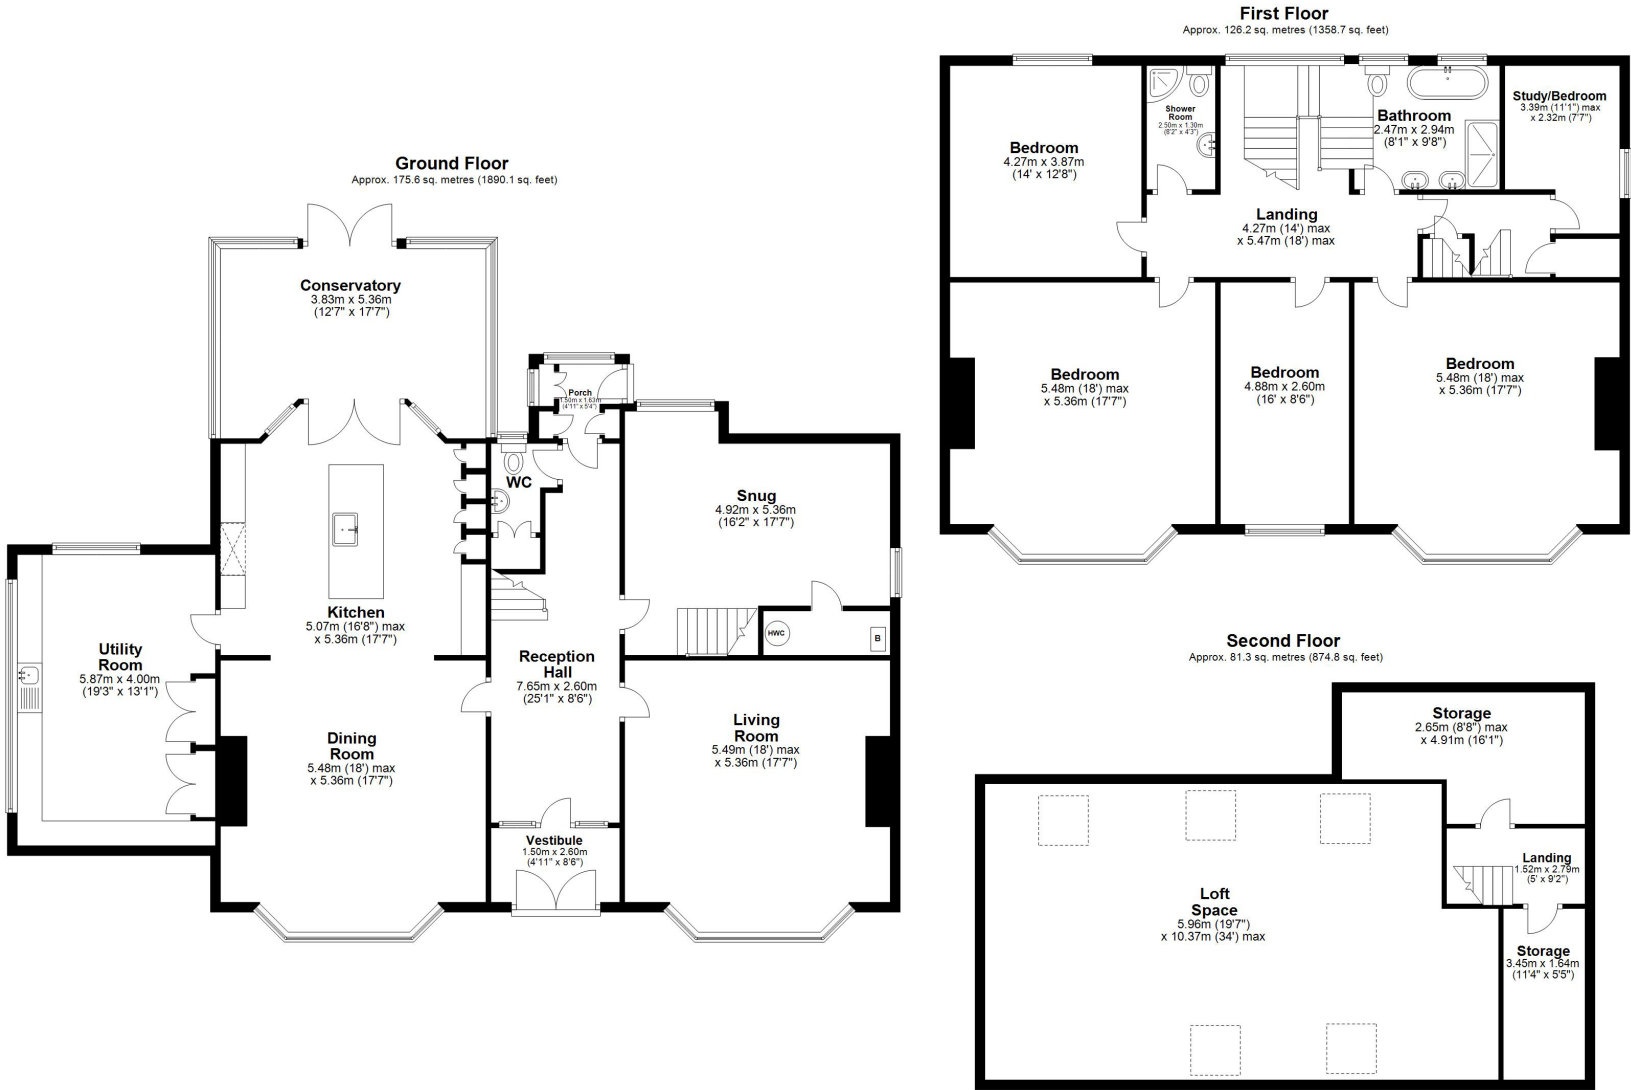 Ground Floor
Approx. 175.6 sq. metres (1890.1 sq. feet)
Conservatory
3.83m x 5.36m
(12'7" x 17'7")
Porch
1.50m x 1.63m
(4'11" x 5'4")
WC
Snug
4.92m x 5.36m
(16'2" x 17'7")
Kitchen
5.07m (16'8") max
x 5.36m (17'7")
HWC
B
Utility
Room
5.87m x 4.00m
(19'3" x 13'1")
Reception
Hall
7.65m x 2.60m
(25'1" x 8'6")
Dining
Room
5.48m (18') max
x 5.36m (17'7")
Living
Room
5.49m (18') max
x 5.36m (17'7")
Vestibule
1.50m x 2.60m
(4'11" x 8'6")
First Floor
Approx. 126.2 sq. metres (1358.7 sq. feet)
Bedroom
4.27m x 3.87m
(14' x 12'8")
Shower
Room
2.50m x 1.30m
(8'2" x 4'3")
Bathroom
2.47m x 2.94m
(8'1" x 9'8")
Study/Bedroom
3.39m (11'1") max
x 2.32m (7'7")
Landing
4.27m (14') max
x 5.47m (18') max
Bedroom
5.48m (18') max
x 5.36m (17'7")
Bedroom
4.88m x 2.60m
(16' x 8'6")
Bedroom
5.48m (18') max
x 5.36m (17'7")
Second Floor
Approx. 81.3 sq. metres (874.8 sq. feet)
Storage
2.65m (8'8") max
x 4.91m (16'1")
Landing
1.52m x 2.79m
(5' x 9'2")
Loft
Space
5.96m (19'7")
x 10.37m (34') max
Storage
3.45m x 1.64m
(11'4" x 5'5")